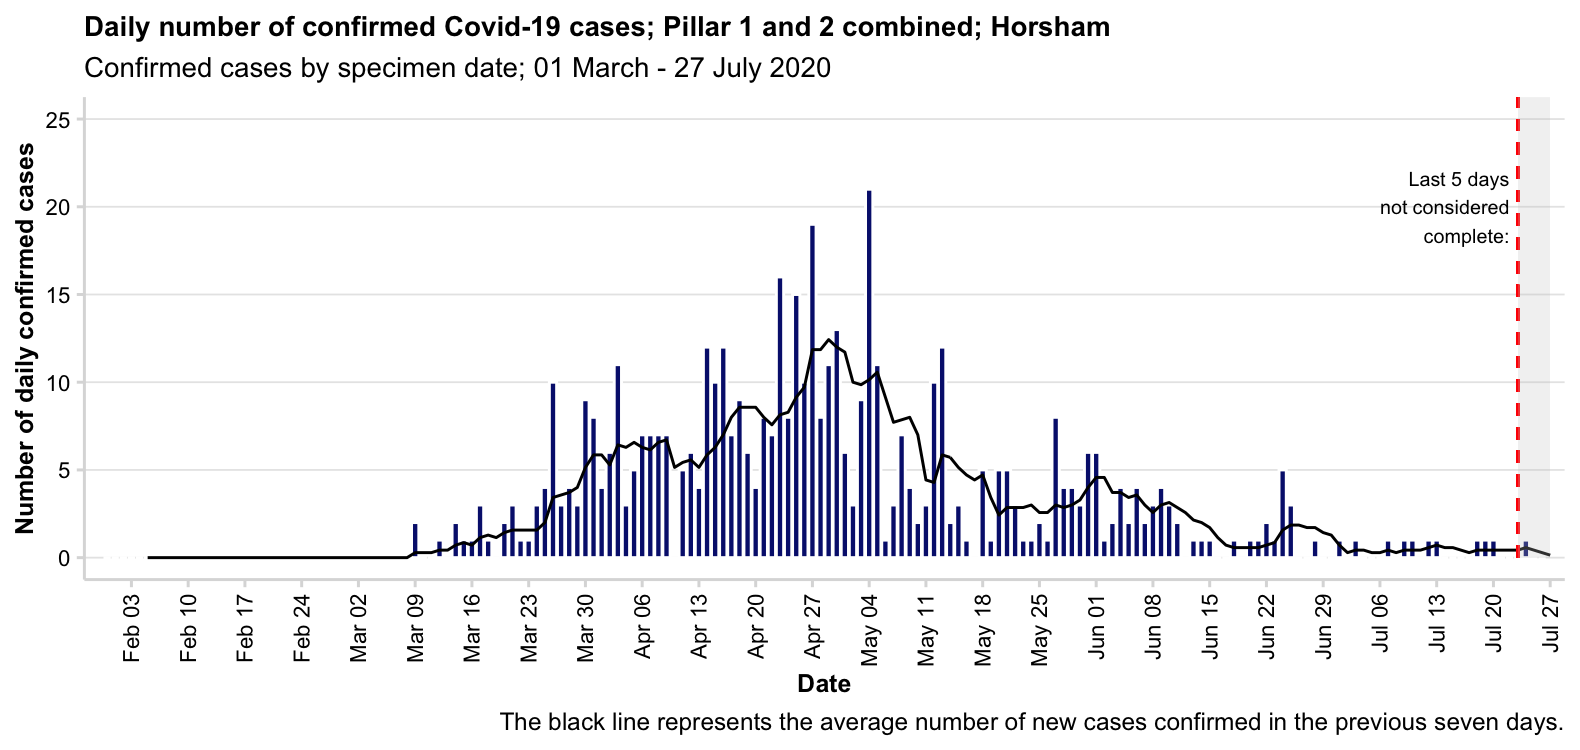 Daily number of confirmed Covid-19 cases; Pillar 1 and 2 combined; Horsham
Confirmed cases by specimen date; 01 March - 27 July 2020
25
20
15
10
5
0
Number of daily confirmed cases
Last 5 days
not considered
complete:
Feb 03
Feb 10
Feb 17
Feb 24
Mar 02
Mar 09
Mar 16
Mar 23
Mar 30
Apr 06
Apr 13
Apr 20
Apr 27
May 04
May 11
May 18
May 25
Jun 01
Jun 08
Jun 15
Jun 22
Jun 29
Jul 06
Jul 13
Jul 20
Jul 27
Date
The black line represents the average number of new cases confirmed in the previous seven days.